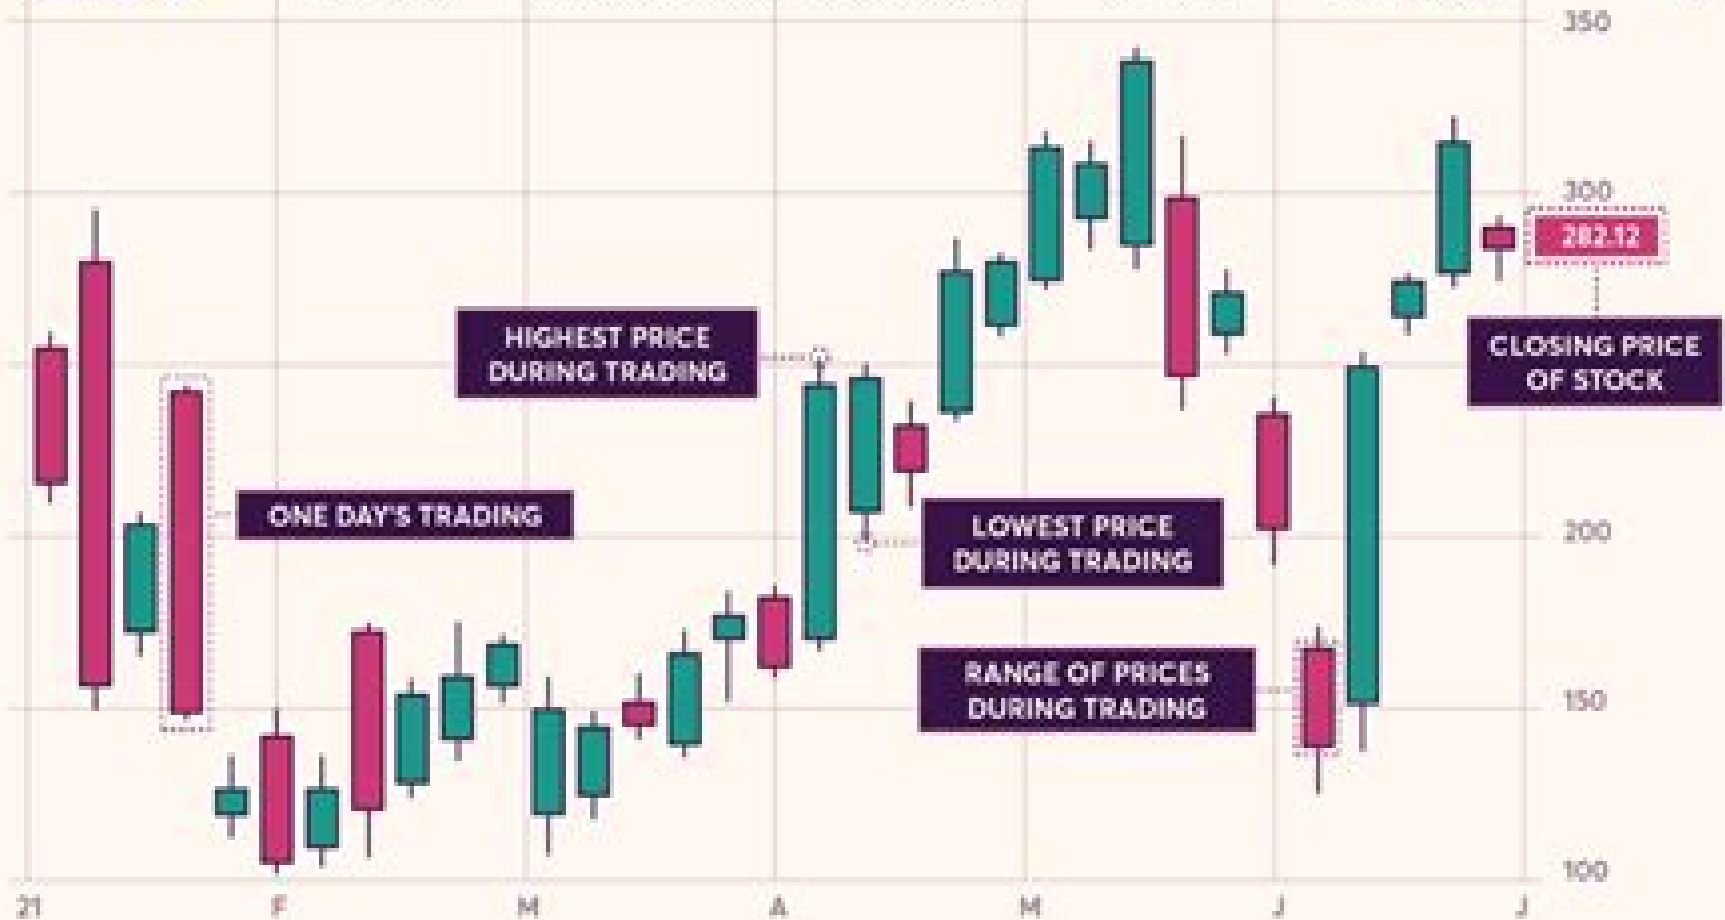 350
300
282.12
HIGHEST PRICE
DURING TRADING
CLOSING PRICE
OF STOCK
ONE DAY'S TRADING
LOWEST PRICE
DURING TRADING
200
RANGE OF PRICES
DURING TRADING
150
100
21 F M A M J J